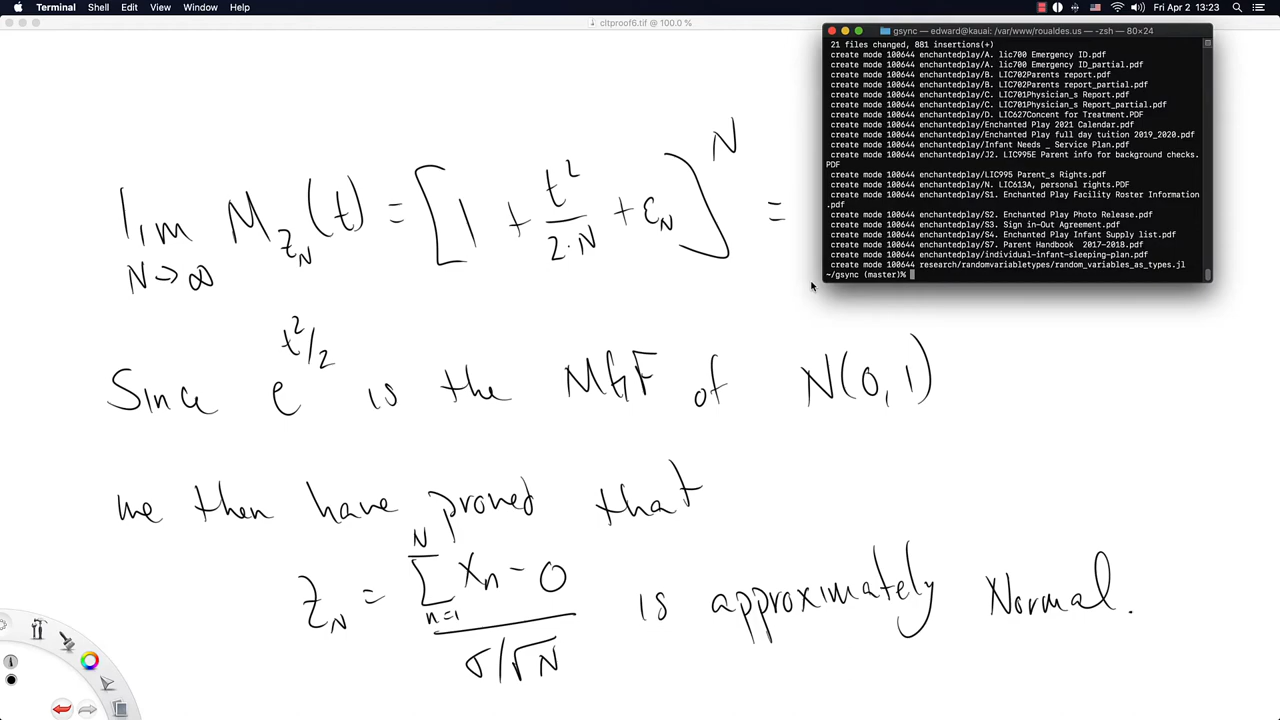 Terminal Shell Edit View Window Help Fri Apr 2 13:23
cltproof6.tif @ 100.0 %
gsync — edward@kauai: /var/www/roualdes.us — -zsh — 80×24
21 files changed, 881 insertions(+)
create mode 100644 enchantedplay/A. lic700 Emergency ID.pdf
create mode 100644 enchantedplay/A. lic700 Emergency ID_partial.pdf
create mode 100644 enchantedplay/B. LIC702Parents report.pdf
create mode 100644 enchantedplay/B. LIC702Parents report_partial.pdf
create mode 100644 enchantedplay/C. LIC701Physician_s Report.pdf
create mode 100644 enchantedplay/C. LIC701Physician_s Report_partial.pdf
create mode 100644 enchantedplay/D. LIC627Concent for Treatment.PDF
create mode 100644 enchantedplay/Enchanted Play 2021 Calendar.pdf
create mode 100644 enchantedplay/Enchanted Play full day tuition 2019_2020.pdf
create mode 100644 enchantedplay/Infant Needs _ Service Plan.pdf
create mode 100644 enchantedplay/J2. LIC995E Parent info for background checks.
PDF
create mode 100644 enchantedplay/LIC995 Parent_s Rights.pdf
create mode 100644 enchantedplay/N. LIC613A, personal rights.PDF
create mode 100644 enchantedplay/S1. Enchanted Play Facility Roster Information
.pdf
create mode 100644 enchantedplay/S2. Enchanted Play Photo Release.pdf
create mode 100644 enchantedplay/S3. Sign in-Out Agreement.pdf
create mode 100644 enchantedplay/S4. Enchanted Play Infant Supply list.pdf
create mode 100644 enchantedplay/S7. Parent Handbook 2017-2018.pdf
create mode 100644 enchantedplay/individual-infant-sleeping-plan.pdf
create mode 100644 research/randomvariabletypes/random_variables_as_types.jl
~/gsync (master)%
lim N→∞ M_{Z_N}(t) = [1 + t²/(2·N) + ε_N]^N =
Since e^{t²/2} is the MGF of N(0,1)
we then have proved that
Z_N = (∑_{n=1}^N X_n − 0)/(σ/√N) is approximately Normal.